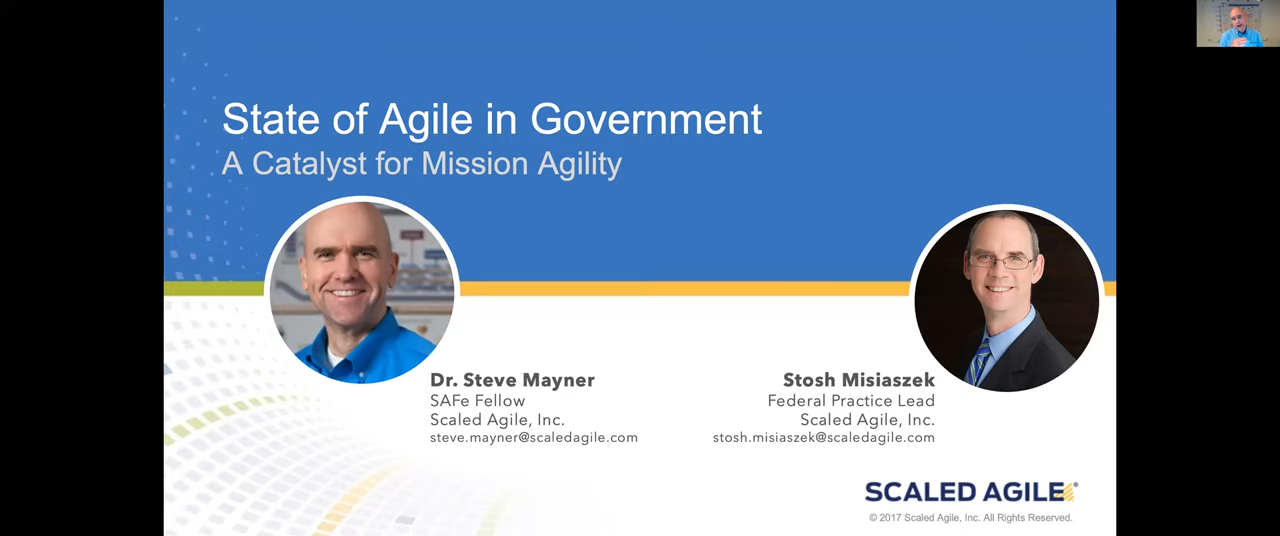 State of Agile in Government
A Catalyst for Mission Agility
Dr. Steve Mayner
SAFe Fellow
Scaled Agile, Inc.
steve.mayner@scaledagile.com
Stosh Misiaszek
Federal Practice Lead
Scaled Agile, Inc.
stosh.misiaszek@scaledagile.com
SCALED AGILE®
© 2017 Scaled Agile, Inc. All Rights Reserved.